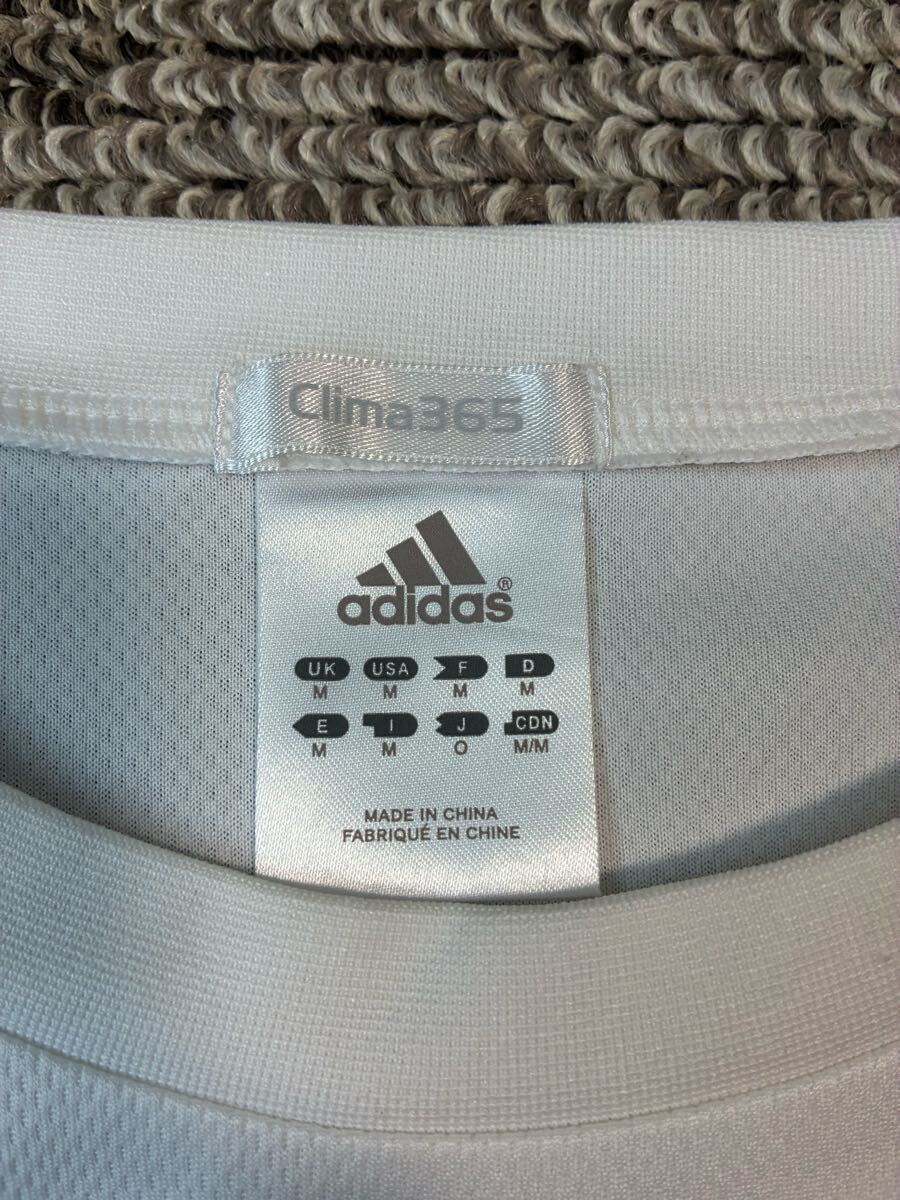 Clima365
adidas®
UK USA F D
M M M M
E I J CDN
M M O M/M
MADE IN CHINA
FABRIQUÉ EN CHINE